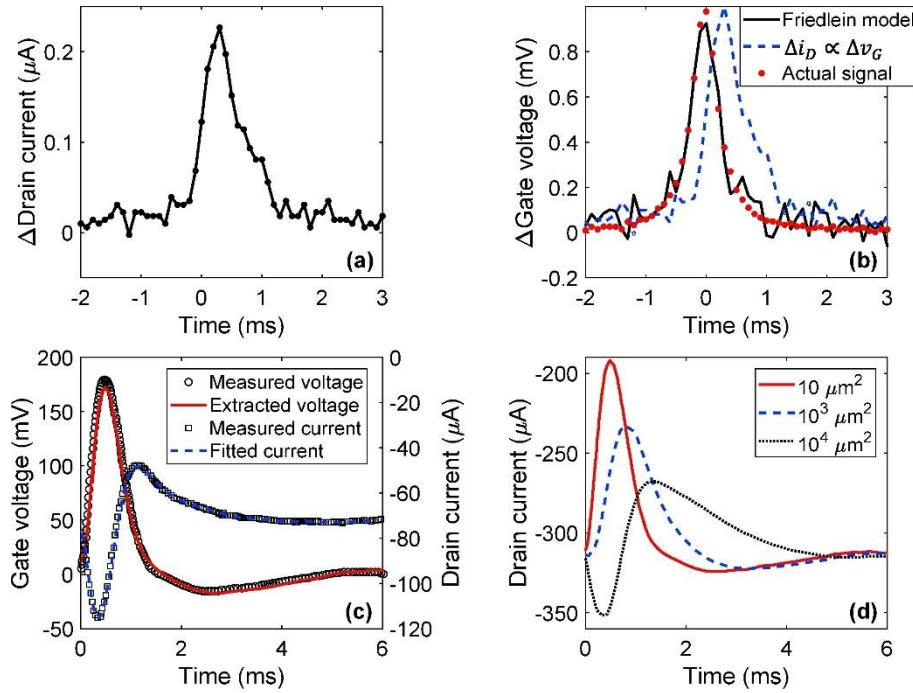 ΔDrain current (μA)
0.2
0.1
0
-2 -1 0 1 2 3
Time (ms)
(a)
ΔGate voltage (mV)
0.8
0.6
0.4
0.2
0
-0.2
-2 -1 0 1 2 3
Time (ms)
Friedlein model
Δi_D ∝ Δv_G
Actual signal
(b)
Gate voltage (mV)
200
150
100
50
0
-50
0 2 4 6
Time (ms)
Measured voltage
Extracted voltage
Measured current
Fitted current
0
-20
-40
-60
-80
-100
-120
Drain current (μA)
(c)
Drain current (μA)
-200
-250
-300
-350
0 2 4 6
Time (ms)
10 μm²
10³ μm²
10⁴ μm²
(d)